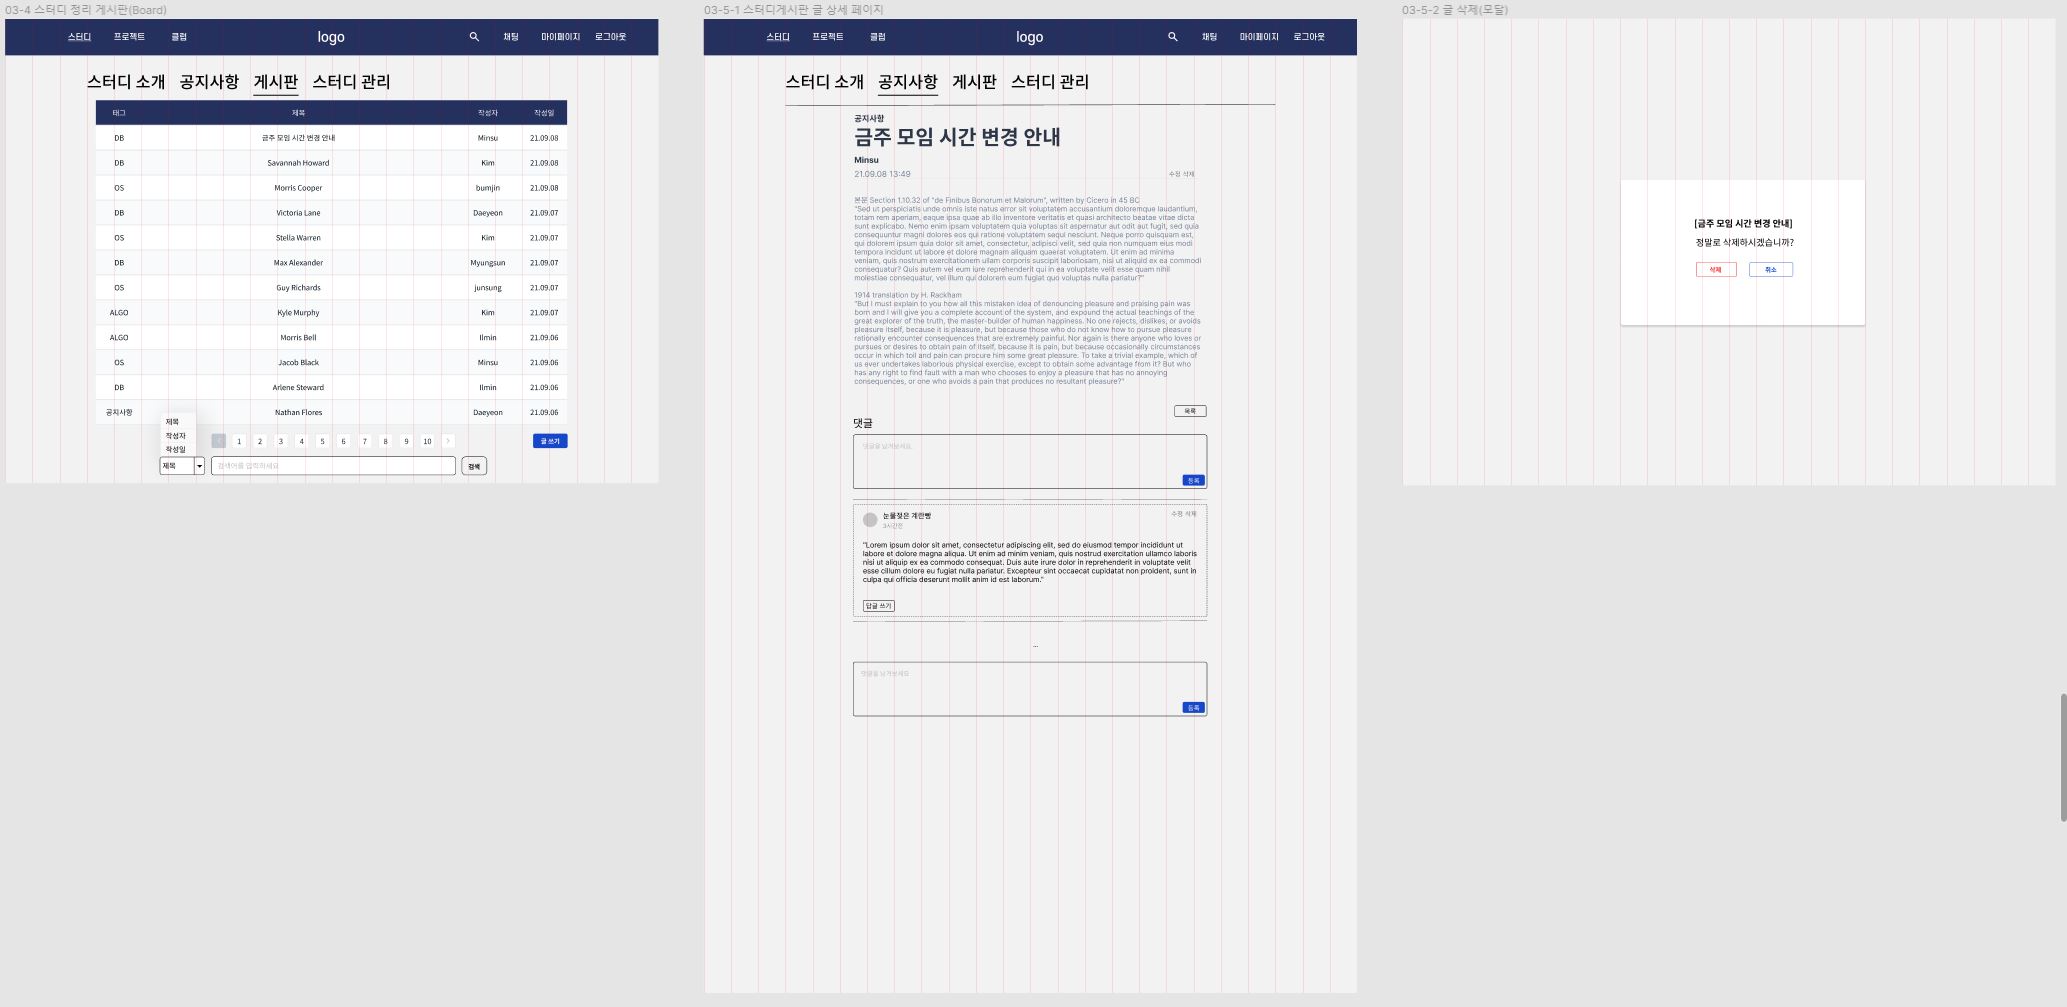 03-4 스터디 정리 게시판(Board)
스터디 프로젝트 클럽 logo 채팅 마이페이지 로그아웃
스터디 소개 공지사항 게시판 스터디 관리
태그 제목 작성자 작성일
DB 금주 모임 시간 변경 안내 Minsu 21.09.08
DB Savannah Howard Kim 21.09.08
OS Morris Cooper bumjin 21.09.08
DB Victoria Lane Daeyeon 21.09.07
OS Stella Warren Kim 21.09.07
DB Max Alexander Myungsun 21.09.07
OS Guy Richards junsung 21.09.07
ALGO Kyle Murphy Kim 21.09.07
ALGO Morris Bell Ilmin 21.09.06
OS Jacob Black Minsu 21.09.06
DB Arlene Steward Ilmin 21.09.06
공지사항 Nathan Flores Daeyeon 21.09.06
제목
작성자
작성일
< 1 2 3 4 5 6 7 8 9 10 > 글 쓰기
제목 검색어를 입력하세요 검색
03-5-1 스터디게시판 글 상세 페이지
스터디 프로젝트 클럽 logo 채팅 마이페이지 로그아웃
스터디 소개 공지사항 게시판 스터디 관리
공지사항
금주 모임 시간 변경 안내
Minsu
21.09.08 13:49 수정 삭제
본문 Section 1.10.32 of "de Finibus Bonorum et Malorum", written by Cicero in 45 BC
"Sed ut perspiciatis unde omnis iste natus error sit voluptatem accusantium doloremque laudantium,
totam rem aperiam, eaque ipsa quae ab illo inventore veritatis et quasi architecto beatae vitae dicta
sunt explicabo. Nemo enim ipsam voluptatem quia voluptas sit aspernatur aut odit aut fugit, sed quia
consequuntur magni dolores eos qui ratione voluptatem sequi nesciunt. Neque porro quisquam est,
qui dolorem ipsum quia dolor sit amet, consectetur, adipisci velit, sed quia non numquam eius modi
tempora incidunt ut labore et dolore magnam aliquam quaerat voluptatem. Ut enim ad minima
veniam, quis nostrum exercitationem ullam corporis suscipit laboriosam, nisi ut aliquid ex ea commodi
consequatur? Quis autem vel eum iure reprehenderit qui in ea voluptate velit esse quam nihil
molestiae consequatur, vel illum qui dolorem eum fugiat quo voluptas nulla pariatur?"
1914 translation by H. Rackham
"But I must explain to you how all this mistaken idea of denouncing pleasure and praising pain was
born and I will give you a complete account of the system, and expound the actual teachings of the
great explorer of the truth, the master-builder of human happiness. No one rejects, dislikes, or avoids
pleasure itself, because it is pleasure, but because those who do not know how to pursue pleasure
rationally encounter consequences that are extremely painful. Nor again is there anyone who loves or
pursues or desires to obtain pain of itself, because it is pain, but because occasionally circumstances
occur in which toil and pain can procure him some great pleasure. To take a trivial example, which of
us ever undertakes laborious physical exercise, except to obtain some advantage from it? But who
has any right to find fault with a man who chooses to enjoy a pleasure that has no annoying
consequences, or one who avoids a pain that produces no resultant pleasure?"
목록
댓글
댓글을 남겨보세요
등록
눈물젖은 계란빵 수정 삭제
3시간전
"Lorem ipsum dolor sit amet, consectetur adipiscing elit, sed do eiusmod tempor incididunt ut
labore et dolore magna aliqua. Ut enim ad minim veniam, quis nostrud exercitation ullamco laboris
nisi ut aliquip ex ea commodo consequat. Duis aute irure dolor in reprehenderit in voluptate velit
esse cillum dolore eu fugiat nulla pariatur. Excepteur sint occaecat cupidatat non proident, sunt in
culpa qui officia deserunt mollit anim id est laborum."
답글 쓰기
...
댓글을 남겨보세요
등록
03-5-2 글 삭제(모달)
[금주 모임 시간 변경 안내]
정말로 삭제하시겠습니까?
삭제 취소